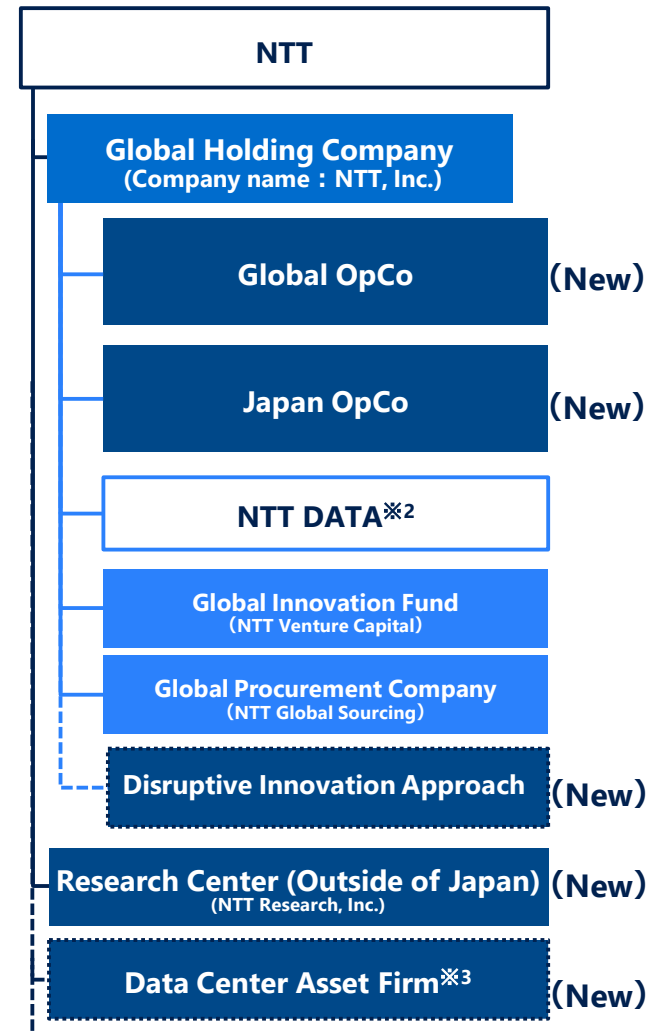 NTT
Global Holding Company
(Company name：NTT, Inc.)
Global OpCo
（New）
Japan OpCo
（New）
NTT DATA※2
Global Innovation Fund
（NTT Venture Capital）
Global Procurement Company
（NTT Global Sourcing）
Disruptive Innovation Approach
（New）
Research Center (Outside of Japan)
（New）
(NTT Research, Inc.)
Data Center Asset Firm※3
（New）